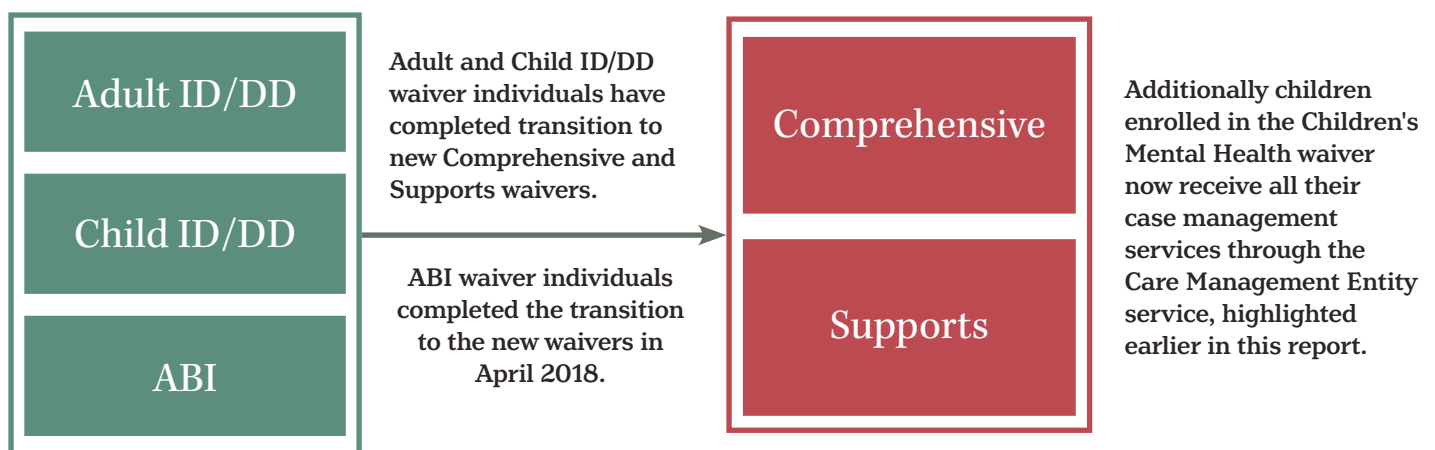 Adult ID/DD
Child ID/DD
ABI
Adult and Child ID/DD
waiver individuals have
completed transition to
new Comprehensive and
Supports waivers.
ABI waiver individuals
completed the transition
to the new waivers in
April 2018.
Comprehensive
Supports
Additionally children
enrolled in the Children's
Mental Health waiver
now receive all their
case management
services through the
Care Management Entity
service, highlighted
earlier in this report.